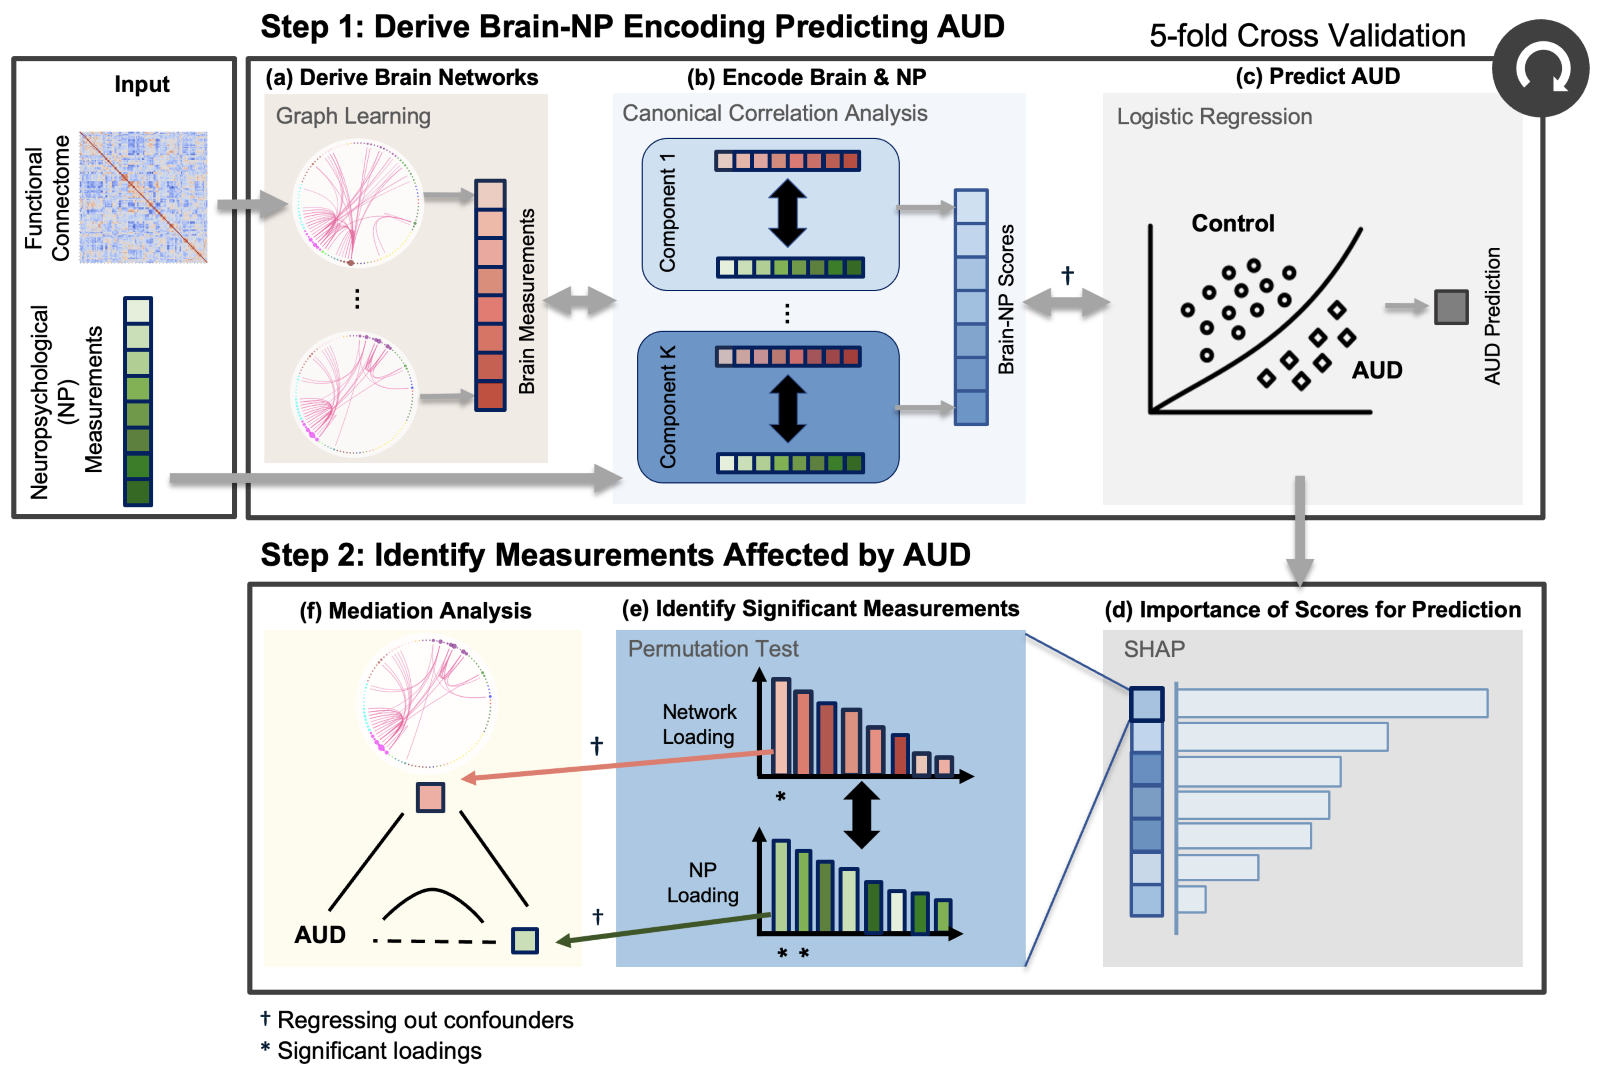 Step 1: Derive Brain-NP Encoding Predicting AUD
5-fold Cross Validation
Input
Functional
Connectome
Neuropsychological
(NP)
Measurements
(a) Derive Brain Networks
Graph Learning
...
Brain Measurements
(b) Encode Brain & NP
Canonical Correlation Analysis
Component 1
...
Component K
Brain-NP Scores
†
(c) Predict AUD
Logistic Regression
Control
AUD
AUD Prediction
Step 2: Identify Measurements Affected by AUD
(f) Mediation Analysis
AUD
†
†
(e) Identify Significant Measurements
Permutation Test
Network
Loading
*
NP
Loading
* *
(d) Importance of Scores for Prediction
SHAP
† Regressing out confounders
* Significant loadings